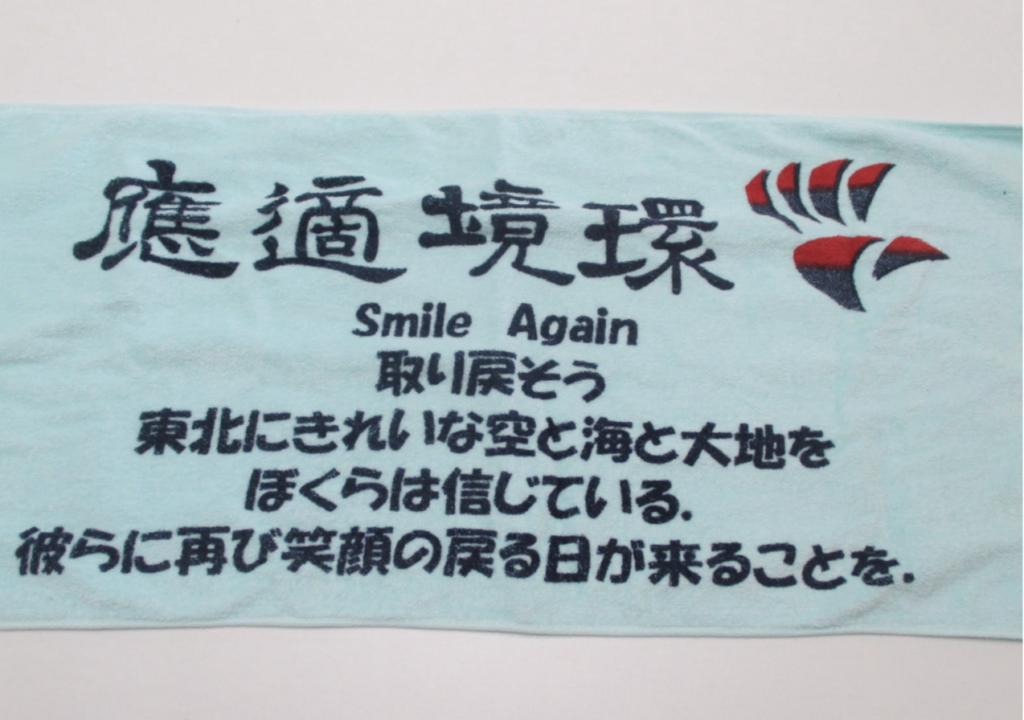 應適境環
Smile Again
取り戻そう
東北にきれいな空と海と大地を
ぼくらは信じている.
彼らに再び笑顔の戻る日が来ることを.